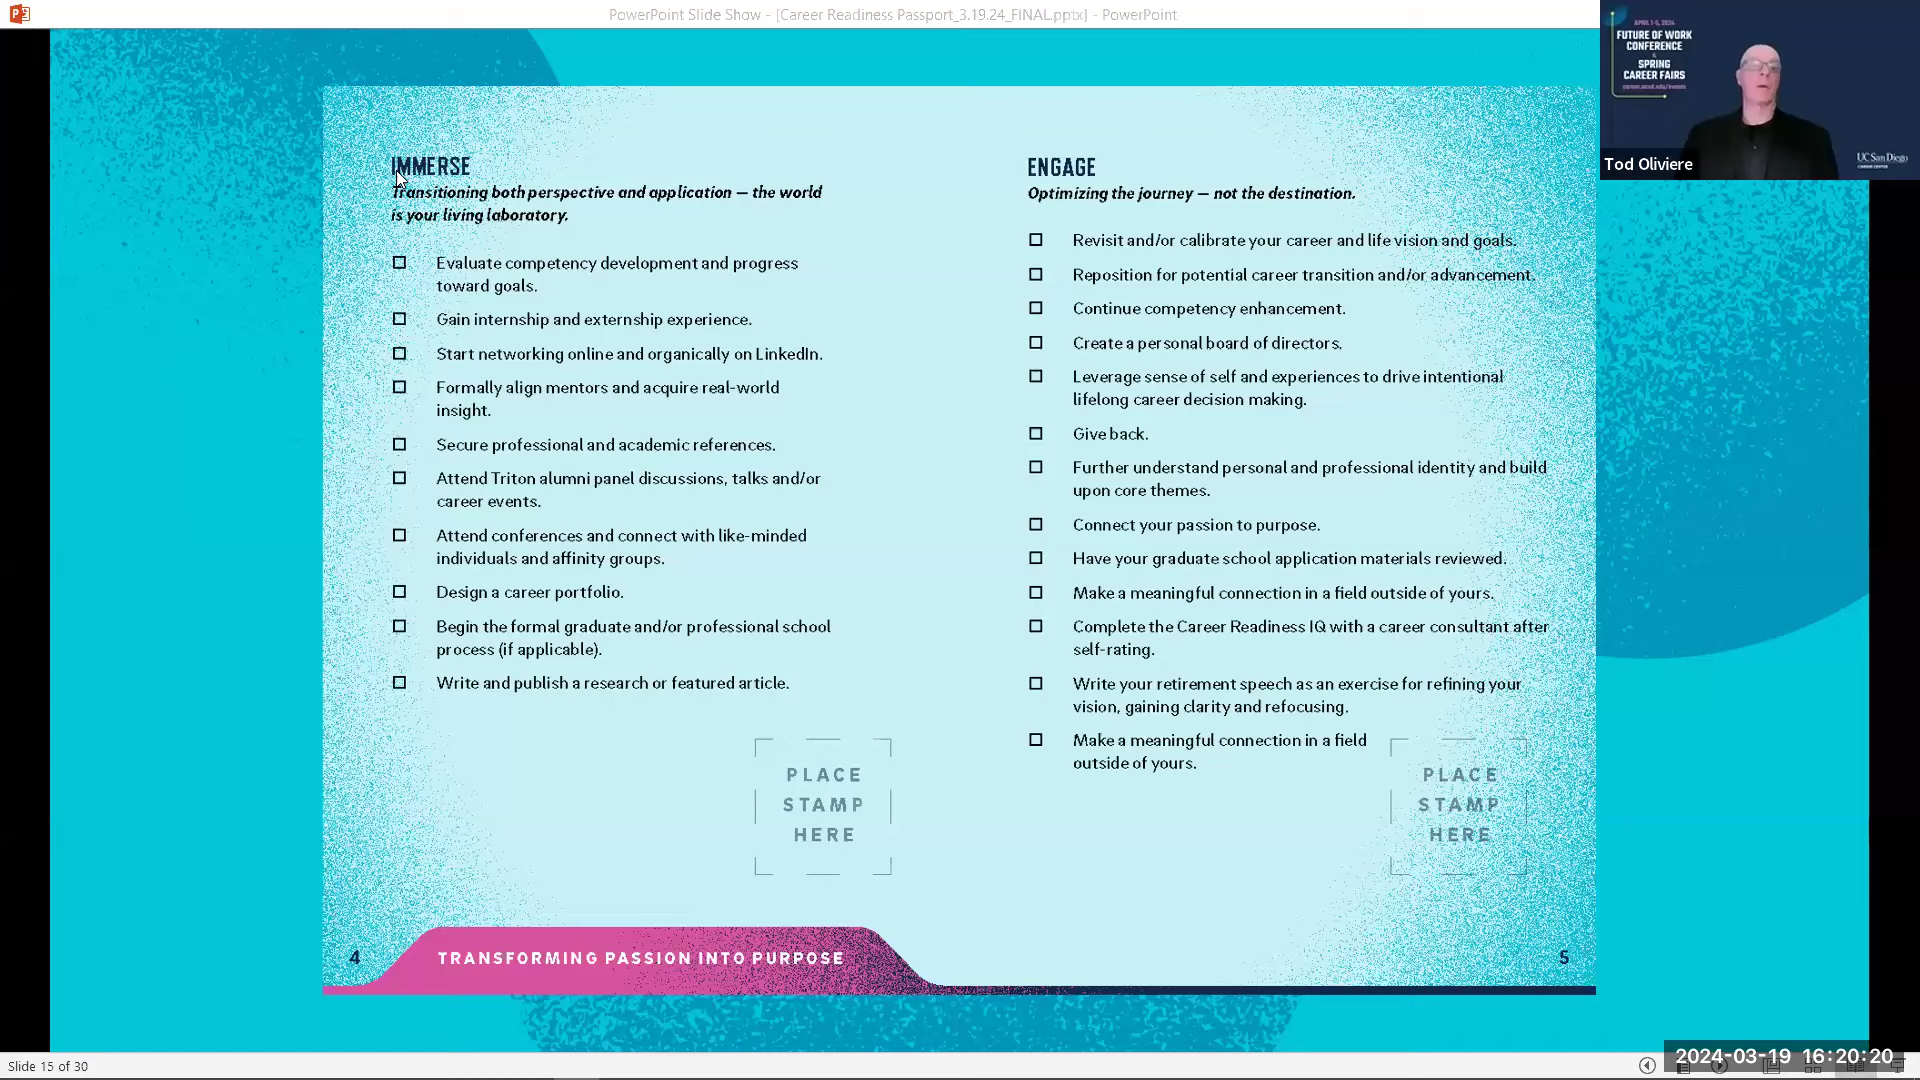 PowerPoint Slide Show - [Career Readiness Passport_3.19.24_FINAL.pptx] - PowerPoint
APRIL 1-5, 2024
FUTURE OF WORK
CONFERENCE
SPRING
CAREER FAIRS
career.ucsd.edu/events
UC San Diego
CAREER CENTER
Tod Oliviere
IMMERSE
Transitioning both perspective and application — the world
is your living laboratory.
Evaluate competency development and progress
toward goals.
Gain internship and externship experience.
Start networking online and organically on LinkedIn.
Formally align mentors and acquire real-world
insight.
Secure professional and academic references.
Attend Triton alumni panel discussions, talks and/or
career events.
Attend conferences and connect with like-minded
individuals and affinity groups.
Design a career portfolio.
Begin the formal graduate and/or professional school
process (if applicable).
Write and publish a research or featured article.
PLACE
STAMP
HERE
4
TRANSFORMING PASSION INTO PURPOSE
ENGAGE
Optimizing the journey — not the destination.
Revisit and/or calibrate your career and life vision and goals.
Reposition for potential career transition and/or advancement.
Continue competency enhancement.
Create a personal board of directors.
Leverage sense of self and experiences to drive intentional
lifelong career decision making.
Give back.
Further understand personal and professional identity and build
upon core themes.
Connect your passion to purpose.
Have your graduate school application materials reviewed.
Make a meaningful connection in a field outside of yours.
Complete the Career Readiness IQ with a career consultant after
self-rating.
Write your retirement speech as an exercise for refining your
vision, gaining clarity and refocusing.
Make a meaningful connection in a field
outside of yours.
PLACE
STAMP
HERE
5
Slide 15 of 30
2024-03-19 16:20:20